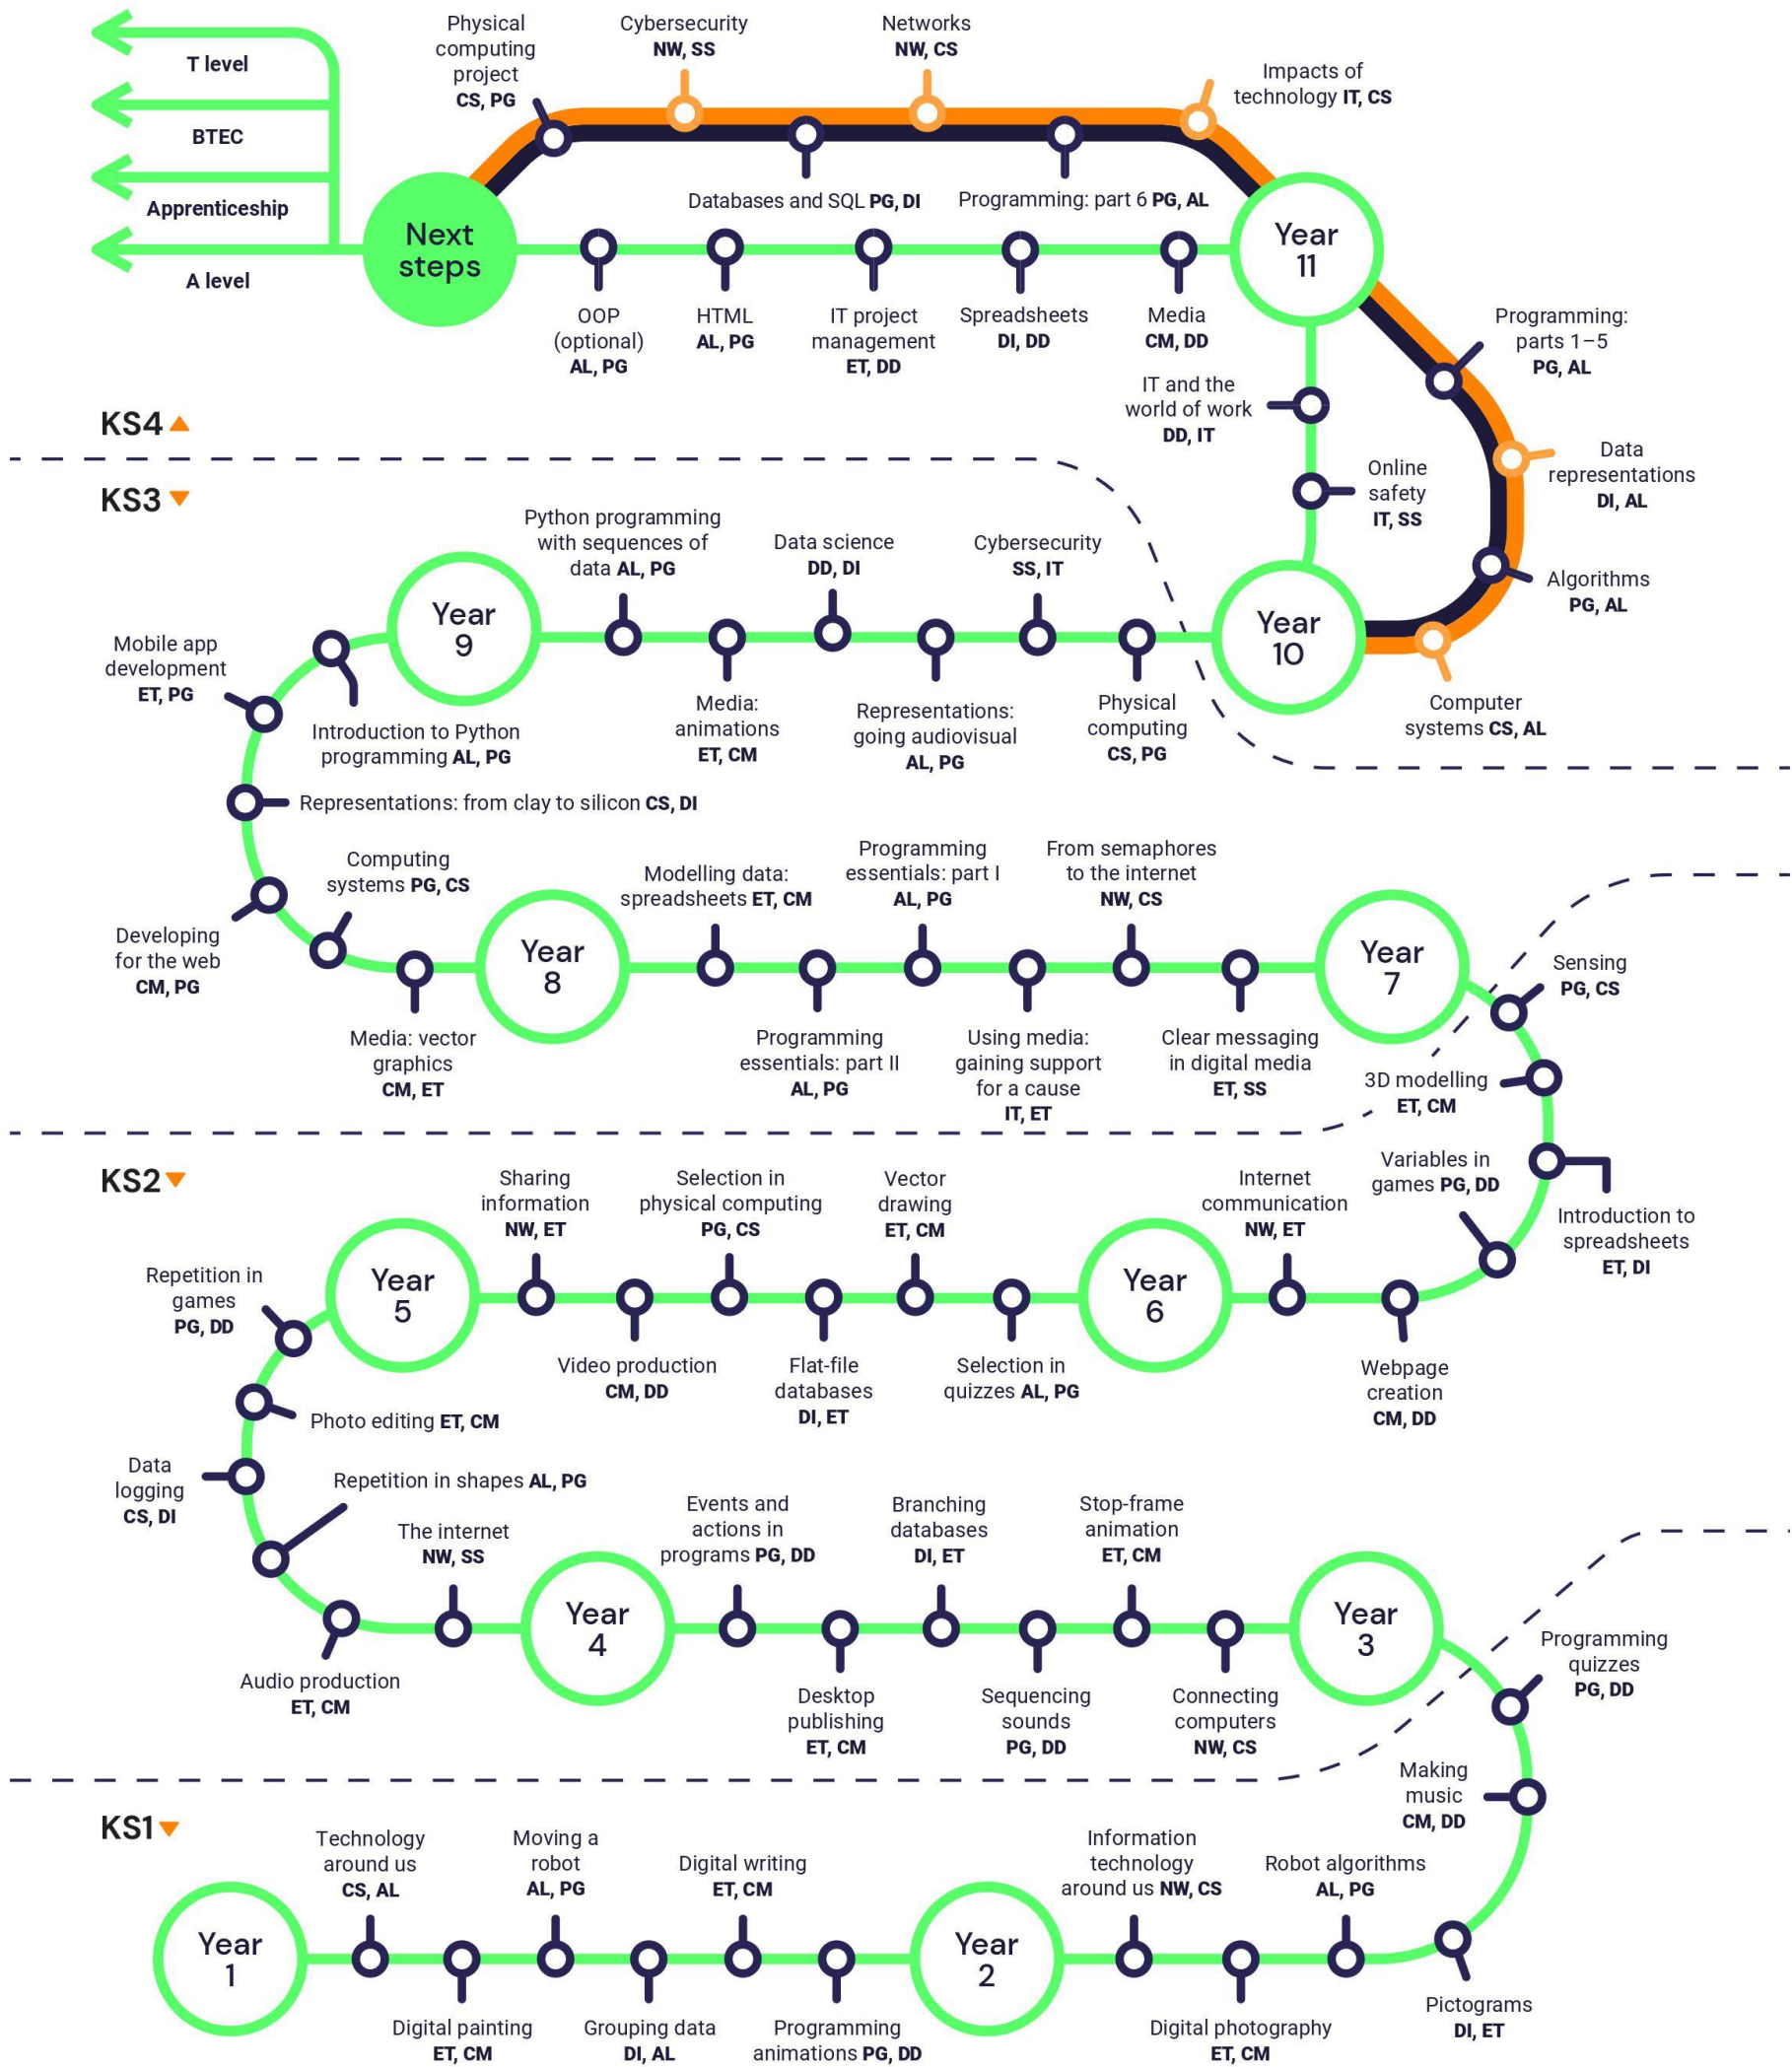 T level
BTEC
Apprenticeship
A level
Next
steps
Physical
computing
project
CS, PG
Cybersecurity
NW, SS
Networks
NW, CS
Impacts of
technology IT, CS
Databases and SQL PG, DI
Programming: part 6 PG, AL
Year
11
OOP
(optional)
AL, PG
HTML
AL, PG
IT project
management
ET, DD
Spreadsheets
DI, DD
Media
CM, DD
Programming:
parts 1–5
PG, AL
IT and the
world of work
DD, IT
Data
representations
DI, AL
Online
safety
IT, SS
Algorithms
PG, AL
Computer
systems CS, AL
KS4
KS3
Year
10
Physical
computing
CS, PG
Cybersecurity
SS, IT
Representations:
going audiovisual
AL, PG
Data science
DD, DI
Media:
animations
ET, CM
Python programming
with sequences of
data AL, PG
Year
9
Introduction to Python
programming AL, PG
Mobile app
development
ET, PG
Representations: from clay to silicon CS, DI
Developing
for the web
CM, PG
Computing
systems PG, CS
Media: vector
graphics
CM, ET
Year
8
Modelling data:
spreadsheets ET, CM
Programming
essentials: part II
AL, PG
Programming
essentials: part I
AL, PG
Using media:
gaining support
for a cause
IT, ET
From semaphores
to the internet
NW, CS
Clear messaging
in digital media
ET, SS
Year
7
Sensing
PG, CS
3D modelling
ET, CM
Introduction to
spreadsheets
ET, DI
Variables in
games PG, DD
KS2
Webpage
creation
CM, DD
Internet
communication
NW, ET
Year
6
Selection in
quizzes AL, PG
Vector
drawing
ET, CM
Flat-file
databases
DI, ET
Selection in
physical computing
PG, CS
Video production
CM, DD
Sharing
information
NW, ET
Year
5
Repetition in
games
PG, DD
Photo editing ET, CM
Data
logging
CS, DI
Repetition in shapes AL, PG
Audio production
ET, CM
The internet
NW, SS
Year
4
Events and
actions in
programs PG, DD
Desktop
publishing
ET, CM
Branching
databases
DI, ET
Sequencing
sounds
PG, DD
Stop-frame
animation
ET, CM
Connecting
computers
NW, CS
Year
3
Programming
quizzes
PG, DD
Making
music
CM, DD
KS1
Pictograms
DI, ET
Robot algorithms
AL, PG
Digital photography
ET, CM
Information
technology
around us NW, CS
Year
2
Programming
animations PG, DD
Digital writing
ET, CM
Grouping data
DI, AL
Moving a
robot
AL, PG
Digital painting
ET, CM
Technology
around us
CS, AL
Year
1